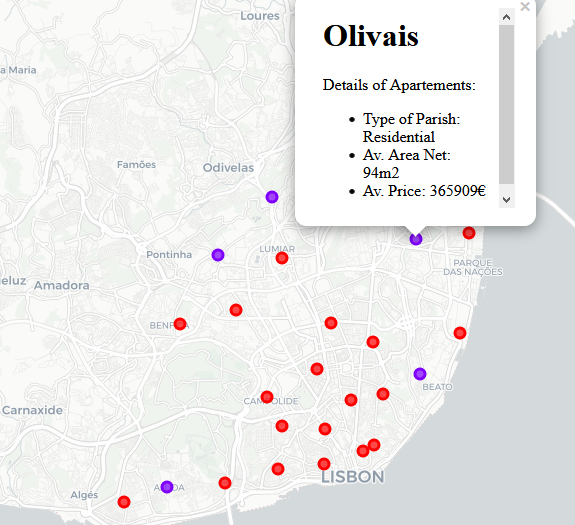 Loures
a Maria
Famões
Odivelas
Pontinha
LUMIAR
eluz
Amadora
PARQUE
DAS NAÇÕES
BENFICA
BEATO
CAMPOLIDE
Carnaxide
LISBON
AJUDA
Algés
×
Olivais
Details of Apartements:
• Type of Parish:
Residential
• Av. Area Net:
94m2
• Av. Price: 365909€